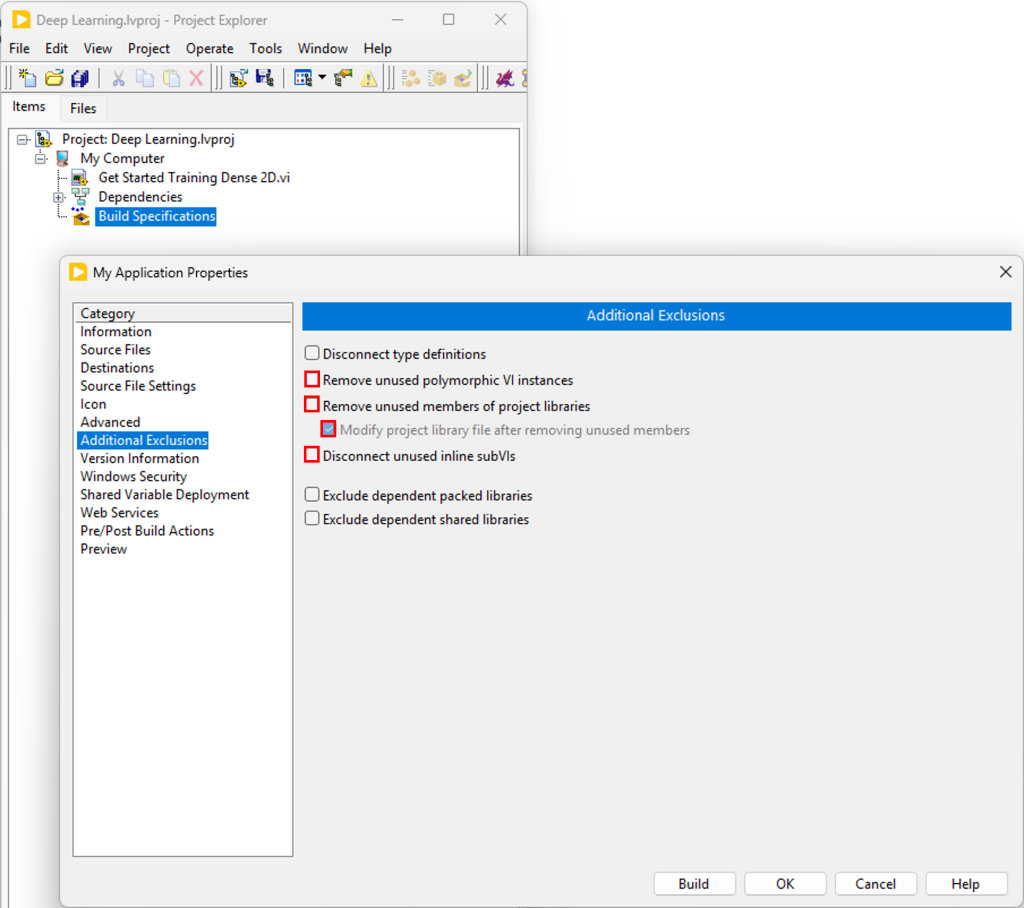 Deep Learning.lvproj - Project Explorer
File Edit View Project Operate Tools Window Help
Items Files
Project: Deep Learning.lvproj
My Computer
Get Started Training Dense 2D.vi
Dependencies
Build Specifications
My Application Properties
Category
Information
Source Files
Destinations
Source File Settings
Icon
Advanced
Additional Exclusions
Version Information
Windows Security
Shared Variable Deployment
Web Services
Pre/Post Build Actions
Preview
Additional Exclusions
Disconnect type definitions
Remove unused polymorphic VI instances
Remove unused members of project libraries
Modify project library file after removing unused members
Disconnect unused inline subVIs
Exclude dependent packed libraries
Exclude dependent shared libraries
Build OK Cancel Help